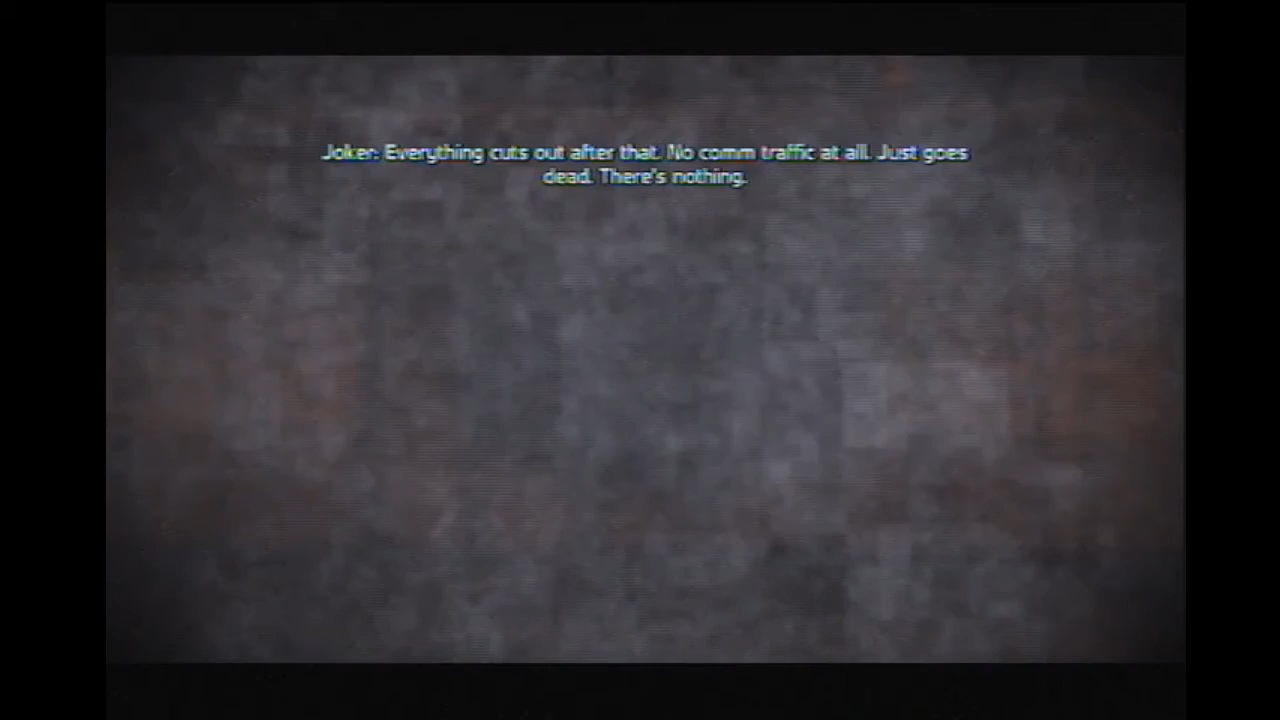 Joker: Everything cuts out after that. No comm traffic at all. Just goes
dead. There's nothing.